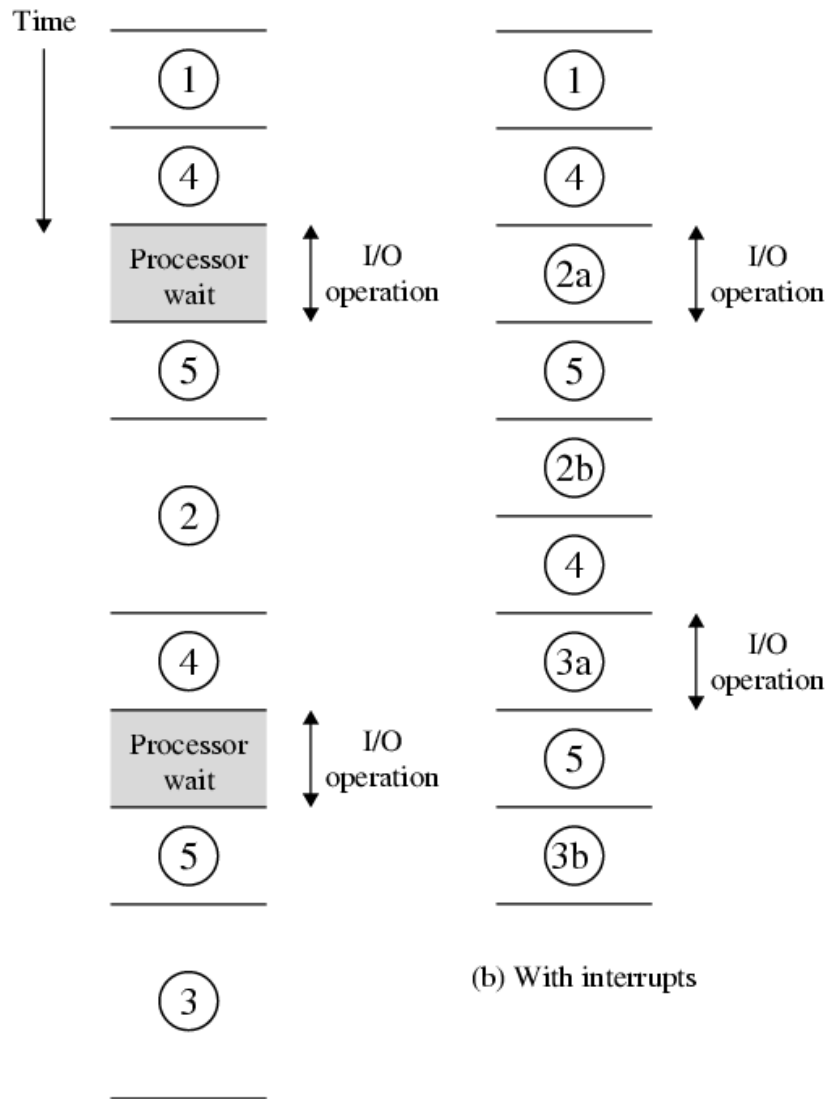 Time
1
4
Processor
wait
I/O
operation
5
2
4
Processor
wait
I/O
operation
5
3
1
4
2a
I/O
operation
5
2b
4
3a
I/O
operation
5
3b
(b) With interrupts